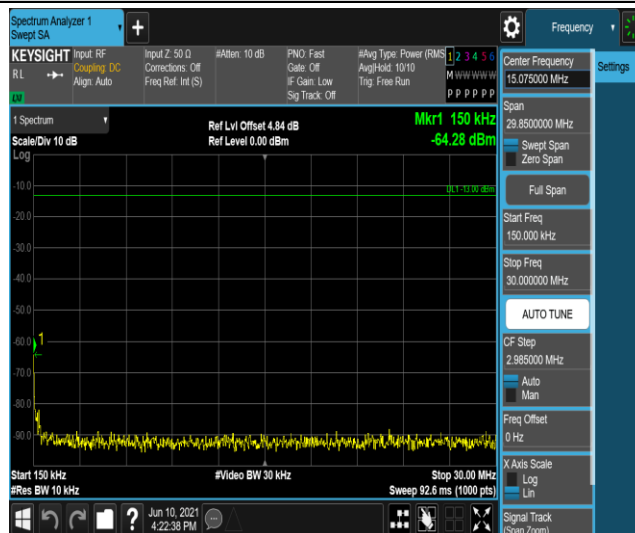 Spectrum Analyzer 1
Swept SA
+
Frequency
KEYSIGHT
RL
Input: RF
Coupling: DC
Align: Auto
Input Z: 50 Ω
Corrections: Off
Freq Ref: Int (S)
#Atten: 10 dB
PNO: Fast
Gate: Off
IF Gain: Low
Sig Track: Off
#Avg Type: Power (RMS
Avg|Hold: 10/10
Trig: Free Run
1 2 3 4 5 6
M W W W W W
P P P P P P
1 Spectrum
Scale/Div 10 dB
Log
Ref Lvl Offset 4.84 dB
Ref Level 0.00 dBm
Mkr1 150 kHz
-64.28 dBm
DL1 -13.00 dBm
-10.0
-20.0
-30.0
-40.0
-50.0
-60.0
1
-70.0
-80.0
-90.0
Start 150 kHz
#Res BW 10 kHz
#Video BW 30 kHz
Stop 30.00 MHz
Sweep 92.6 ms (1000 pts)
?
Jun 10, 2021
4:22:38 PM
Settings
Center Frequency
15.075000 MHz
Span
29.8500000 MHz
Swept Span
Zero Span
Full Span
Start Freq
150.000 kHz
Stop Freq
30.000000 MHz
AUTO TUNE
CF Step
2.985000 MHz
Auto
Man
Freq Offset
0 Hz
X Axis Scale
Log
Lin
Signal Track
(Span Zoom)